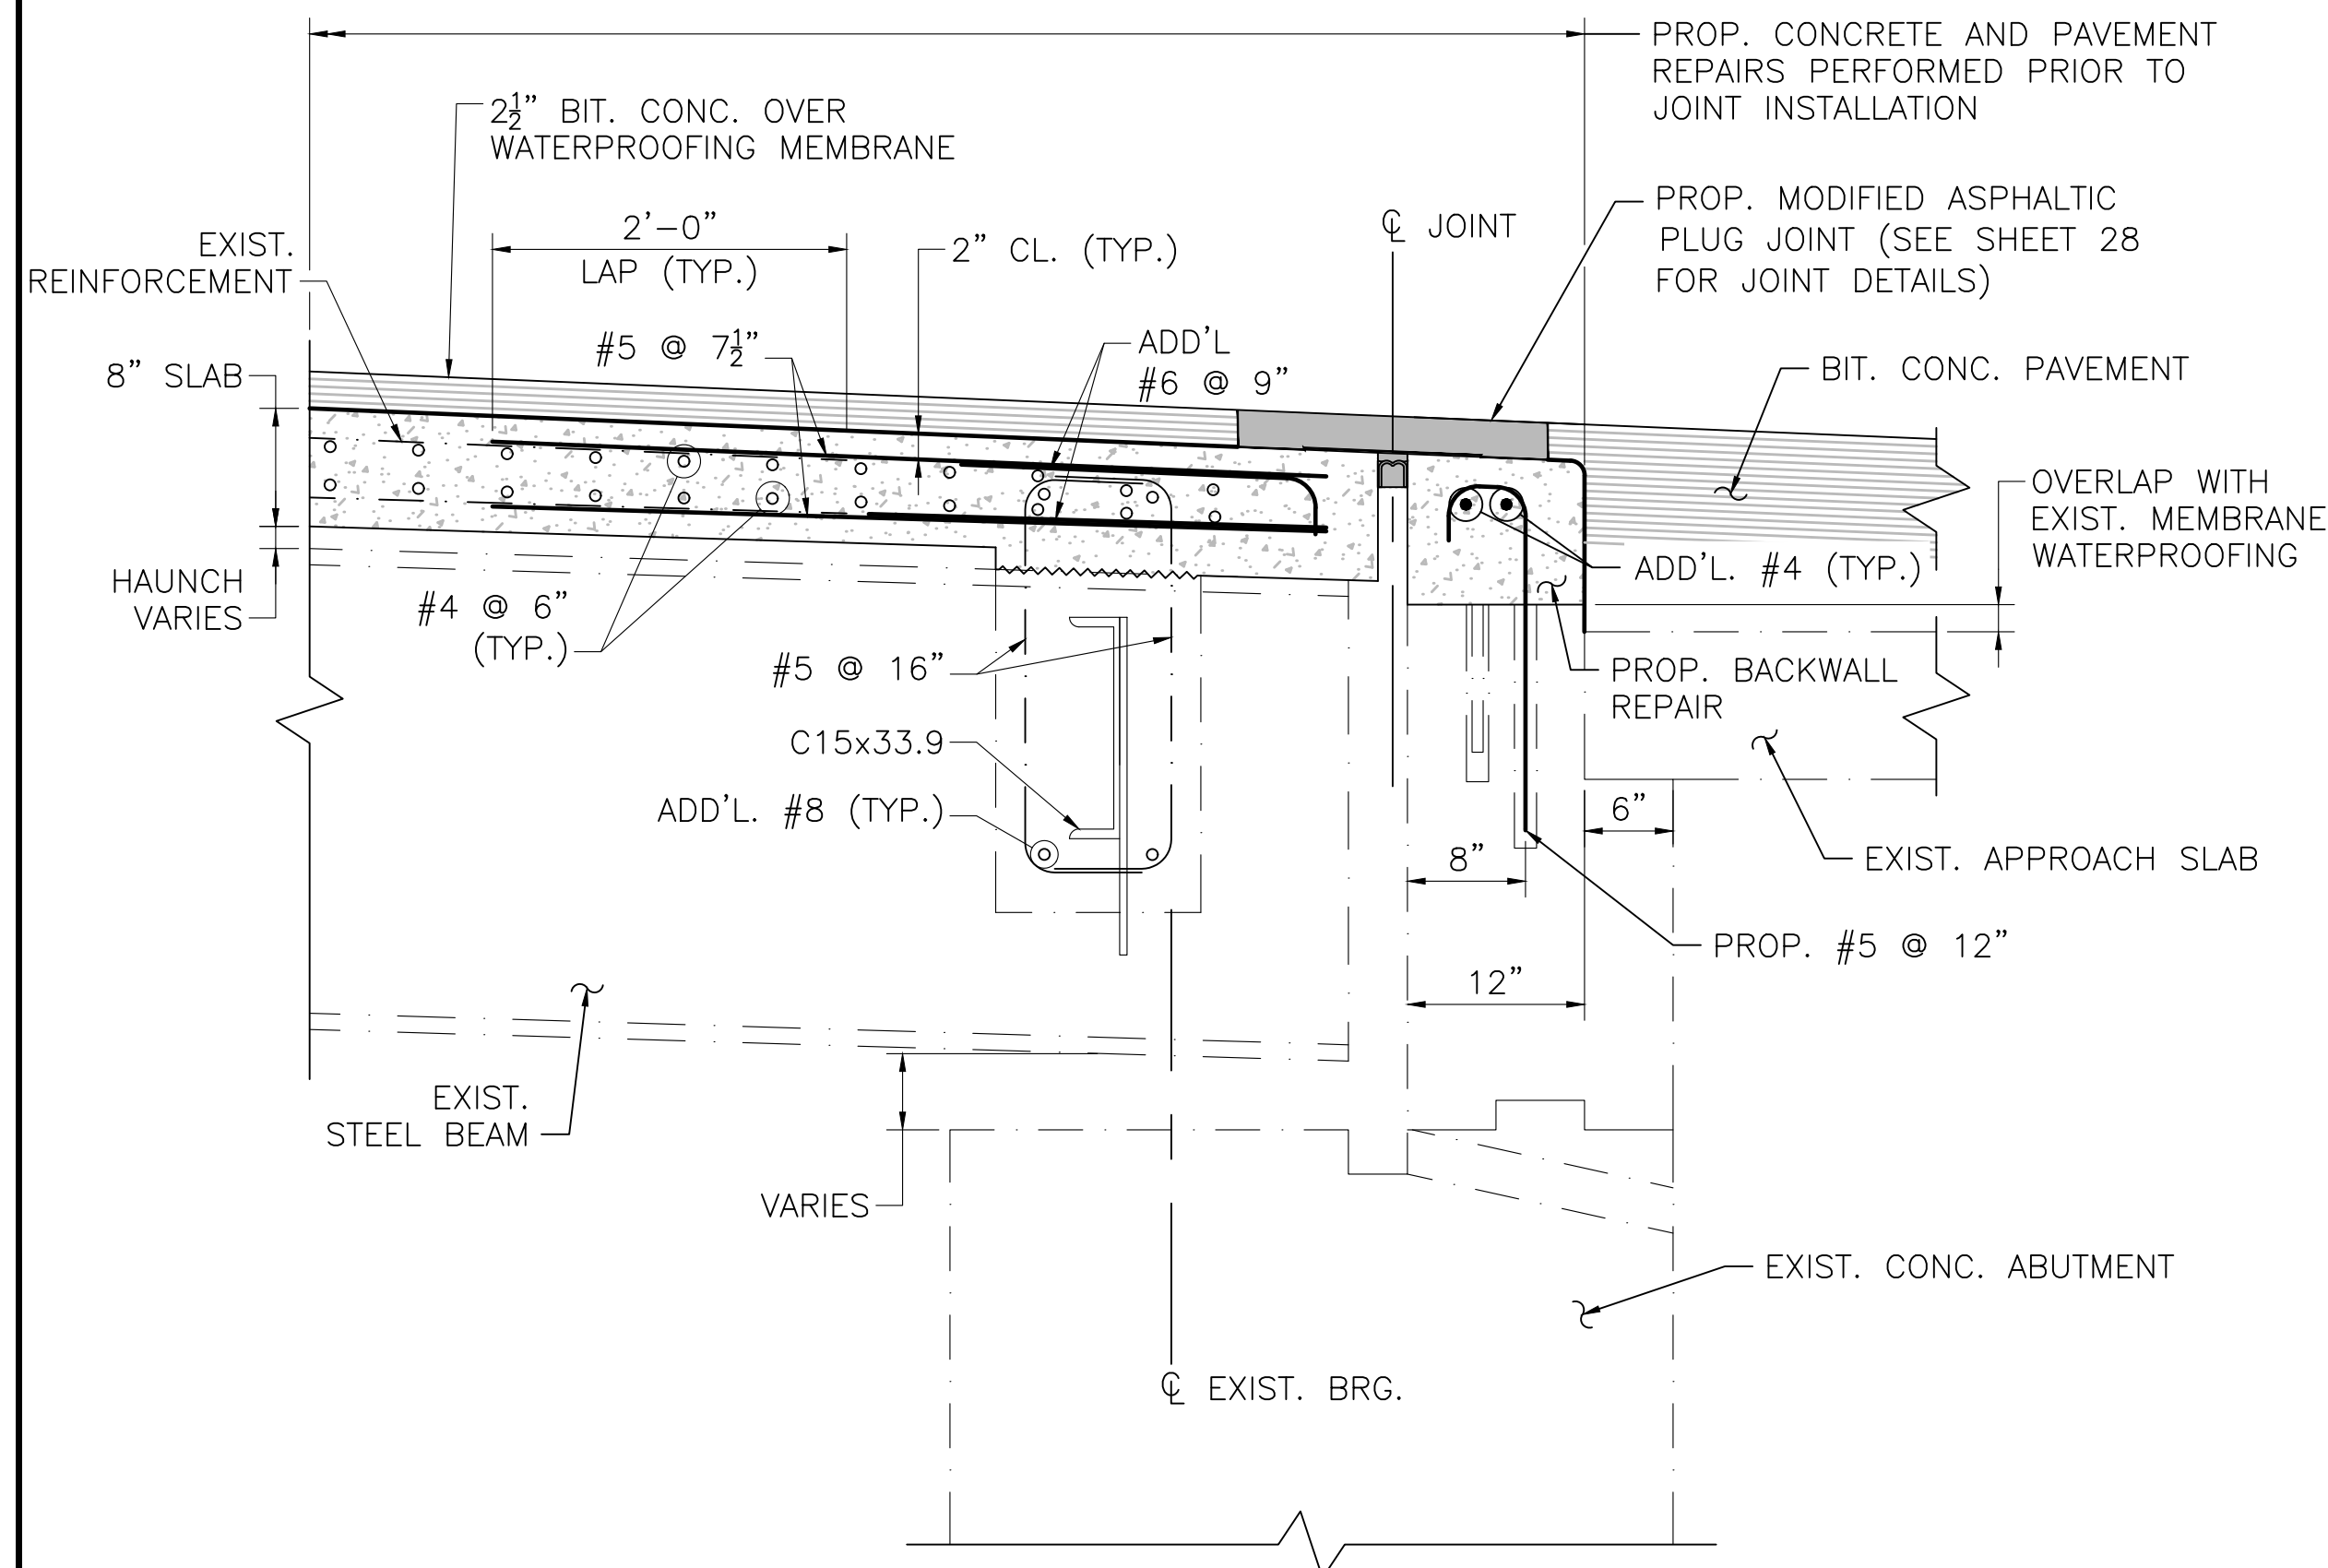 PROP. CONCRETE AND PAVEMENT
REPAIRS PERFORMED PRIOR TO
JOINT INSTALLATION
2½” BIT. CONC. OVER
WATERPROOFING MEMBRANE
PROP. MODIFIED ASPHALTIC
PLUG JOINT (SEE SHEET 28
FOR JOINT DETAILS)
℄ JOINT
2’-0”
LAP (TYP.)
2” CL. (TYP.)
EXIST.
REINFORCEMENT
#5 @ 7½”
ADD’L
#6 @ 9”
8” SLAB
BIT. CONC. PAVEMENT
OVERLAP WITH
EXIST. MEMBRANE
WATERPROOFING
HAUNCH
VARIES
ADD’L. #4 (TYP.)
#4 @ 6”
(TYP.)
#5 @ 16”
PROP. BACKWALL
REPAIR
C15x33.9
ADD’L. #8 (TYP.)
6”
8”
EXIST. APPROACH SLAB
PROP. #5 @ 12”
12”
EXIST.
STEEL BEAM
VARIES
EXIST. CONC. ABUTMENT
℄ EXIST. BRG.